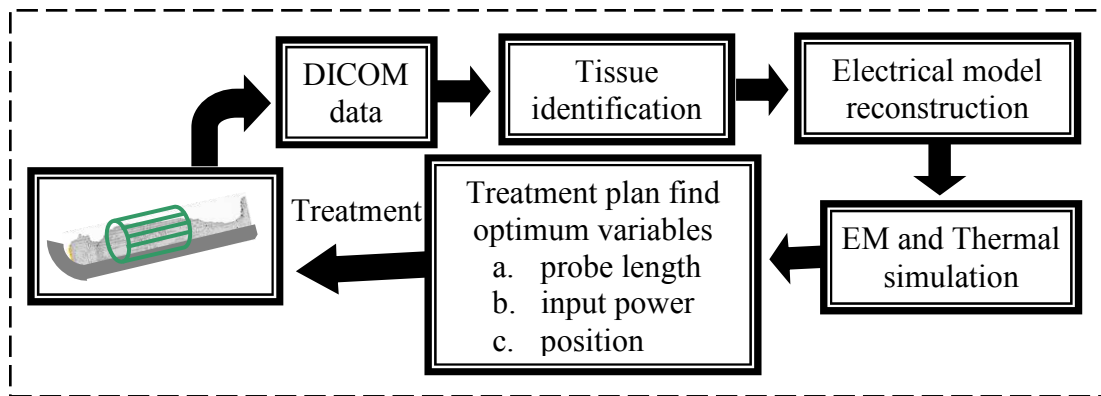 DICOM
data
Tissue
identification
Electrical model
reconstruction
EM and Thermal
simulation
Treatment plan find
optimum variables
a. probe length
b. input power
c. position
Treatment